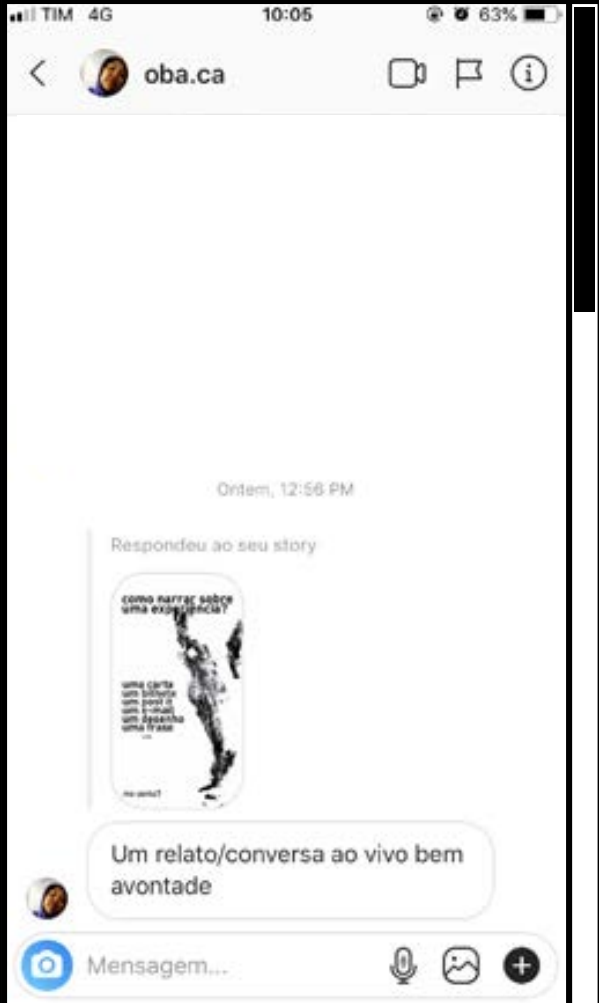 TIM 4G 10:05 63%
oba.ca
Ontem, 12:56 PM
Respondeu ao seu story
como narrar sobre
uma experiência?
uma carta
um bilhete
um post it
um e-mail
um desenho
uma frase
me conta?
Um relato/conversa ao vivo bem
avontade
Mensagem...